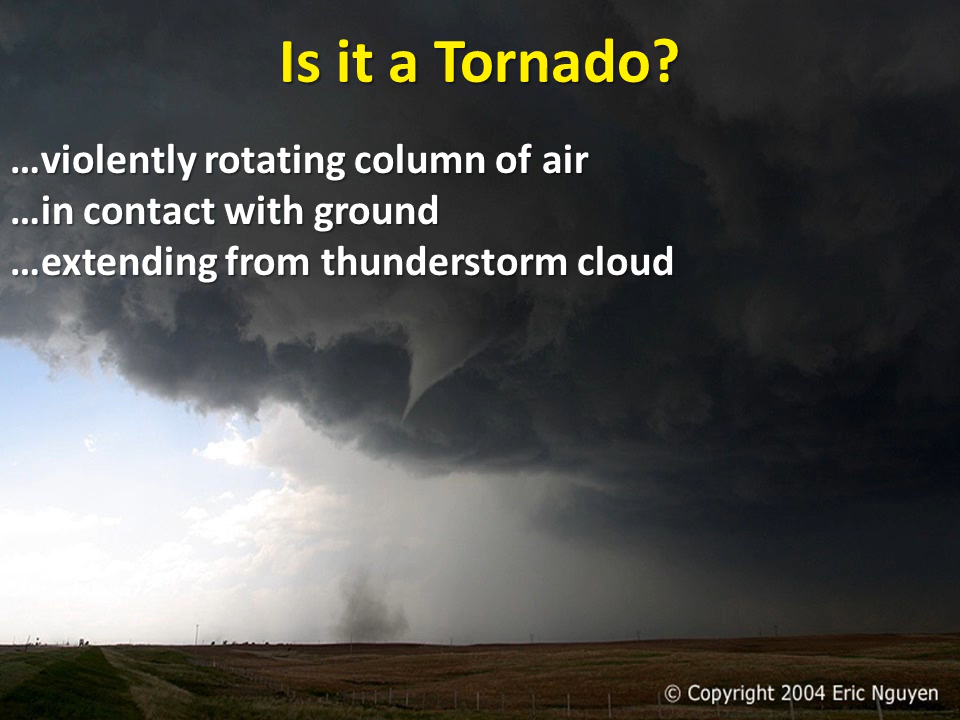 Is it a Tornado?
…violently rotating column of air
…in contact with ground
…extending from thunderstorm cloud
© Copyright 2004 Eric Nguyen